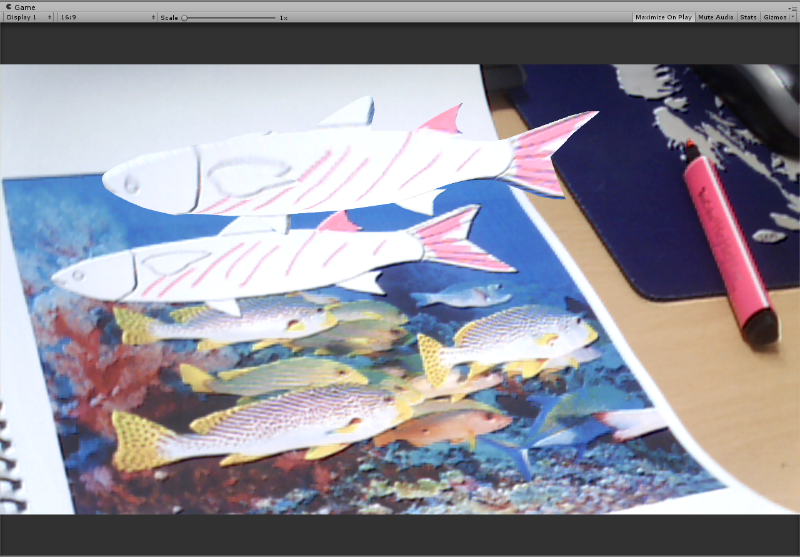 Game
Display 1
16:9
Scale
1x
Maximize On Play
Mute Audio
Stats
Gizmos